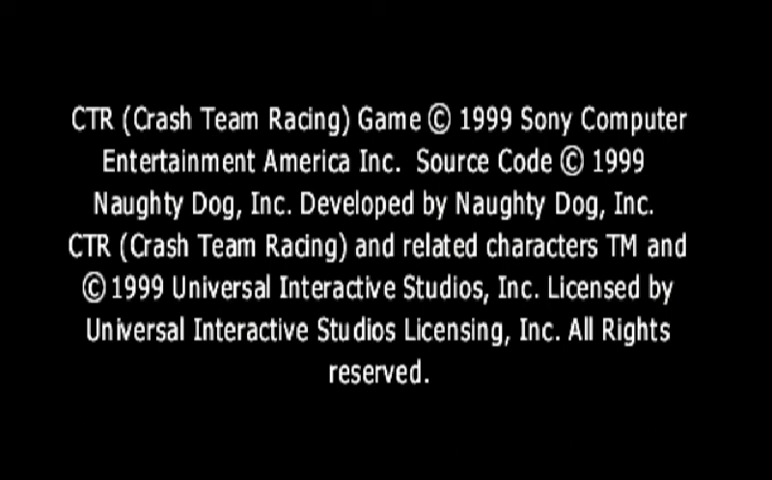 CTR (Crash Team Racing) Game © 1999 Sony Computer
Entertainment America Inc.  Source Code © 1999
Naughty Dog, Inc. Developed by Naughty Dog, Inc.
CTR (Crash Team Racing) and related characters TM and
© 1999 Universal Interactive Studios, Inc. Licensed by
Universal Interactive Studios Licensing, Inc. All Rights
reserved.